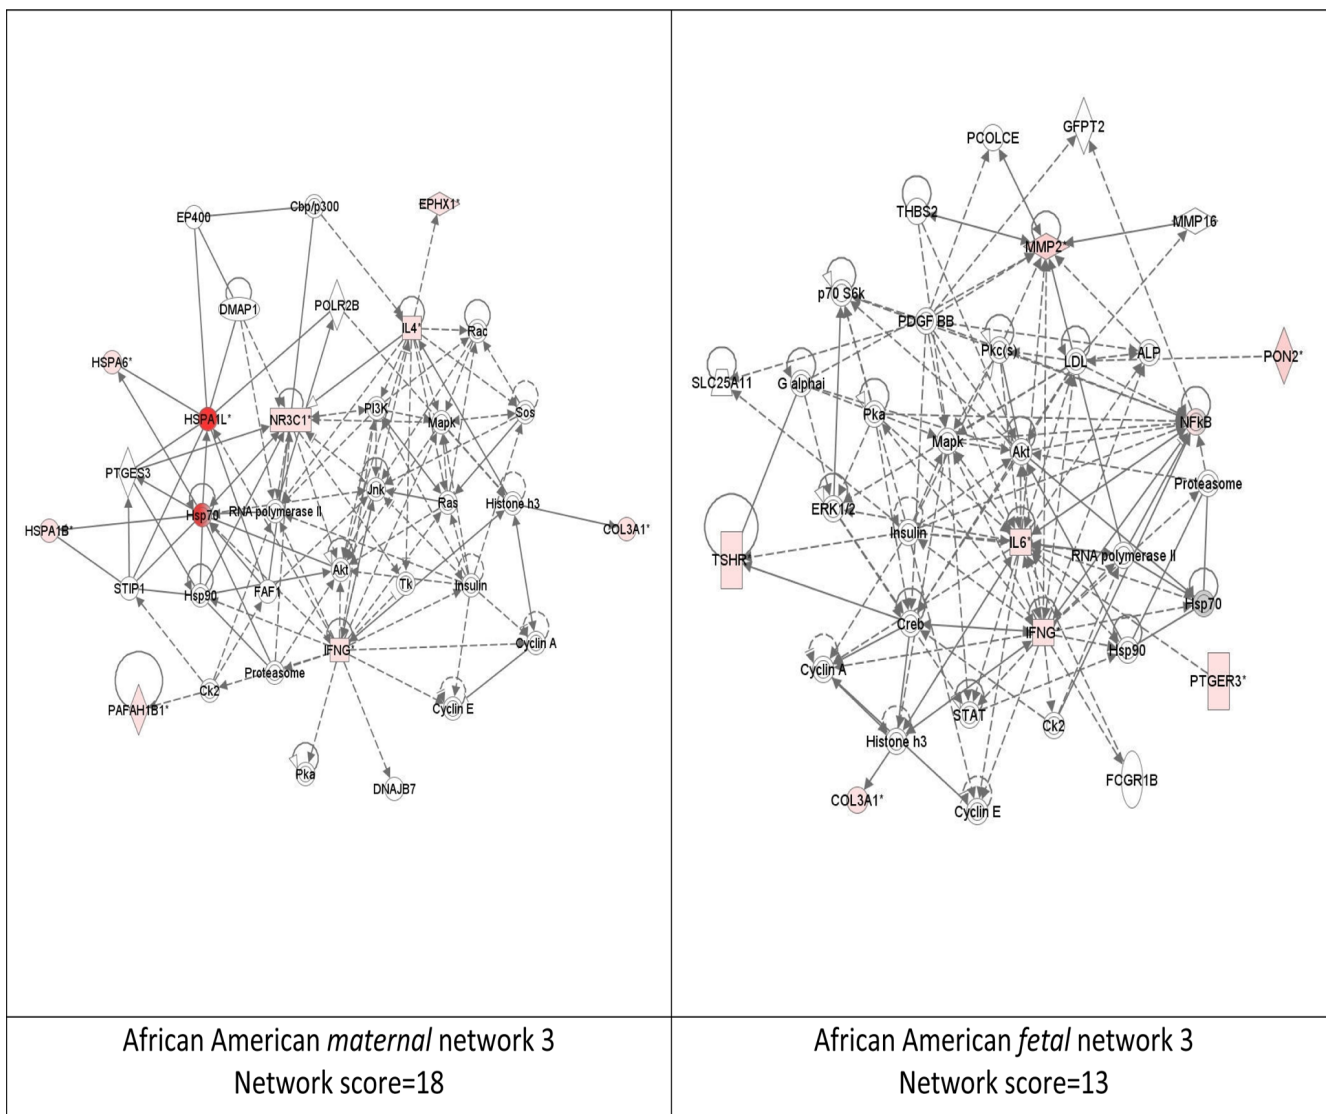 EP400
Cbp/p300
EPHX1*
DMAP1
POLR2B
IL4*
Rac
HSPA6*
HSPA1L*
NR3C1*
PI3K
Mapk
Sos
PTGES3
Jnk
Ras
Histone h3
HSPA1B*
Hsp70
RNA polymerase II
COL3A1*
STIP1
Hsp90
FAF1
Akt
Tk
Insulin
IFNG*
Cyclin A
Proteasome
Ck2
PAFAH1B1*
Cyclin E
Pka
DNAJB7
African American maternal network 3
Network score=18
PCOLCE
GFPT2
THBS2
MMP2*
MMP16
p70 S6k
PDGF BB
Pkc(s)
LDL
ALP
PON2*
SLC25A11
G alphai
Pka
NFkB
Mapk
Akt
Proteasome
ERK1/2
Insulin
IL6*
RNA polymerase II
TSHR*
Hsp70
Creb
IFNG*
Hsp90
Cyclin A
PTGER3*
STAT
Ck2
Histone h3
FCGR1B
COL3A1*
Cyclin E
African American fetal network 3
Network score=13